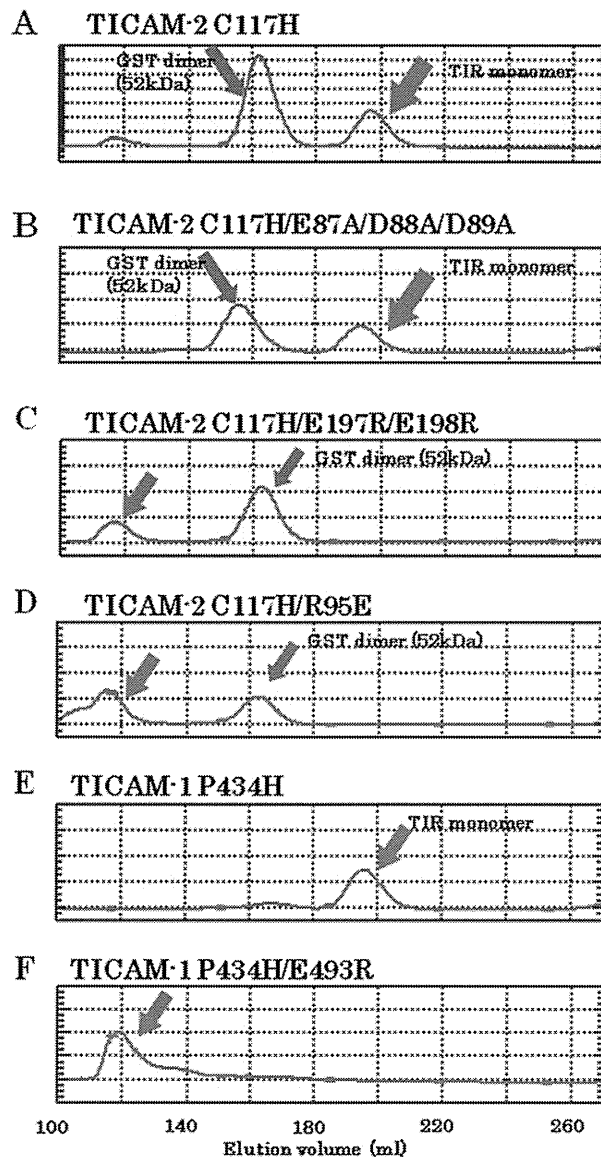 A TICAM-2 C117H
GST dimer
(52kDa)
TIR monomer
B TICAM-2 C117H/E87A/D88A/D89A
GST dimer
(52kDa)
TIR monomer
C TICAM-2 C117H/E197R/E198R
GST dimer (52kDa)
D TICAM-2 C117H/R95E
GST dimer (52kDa)
E TICAM-1 P434H
TIR monomer
F TICAM-1 P434H/E493R
100 140 180 220 260
Elution volume (ml)